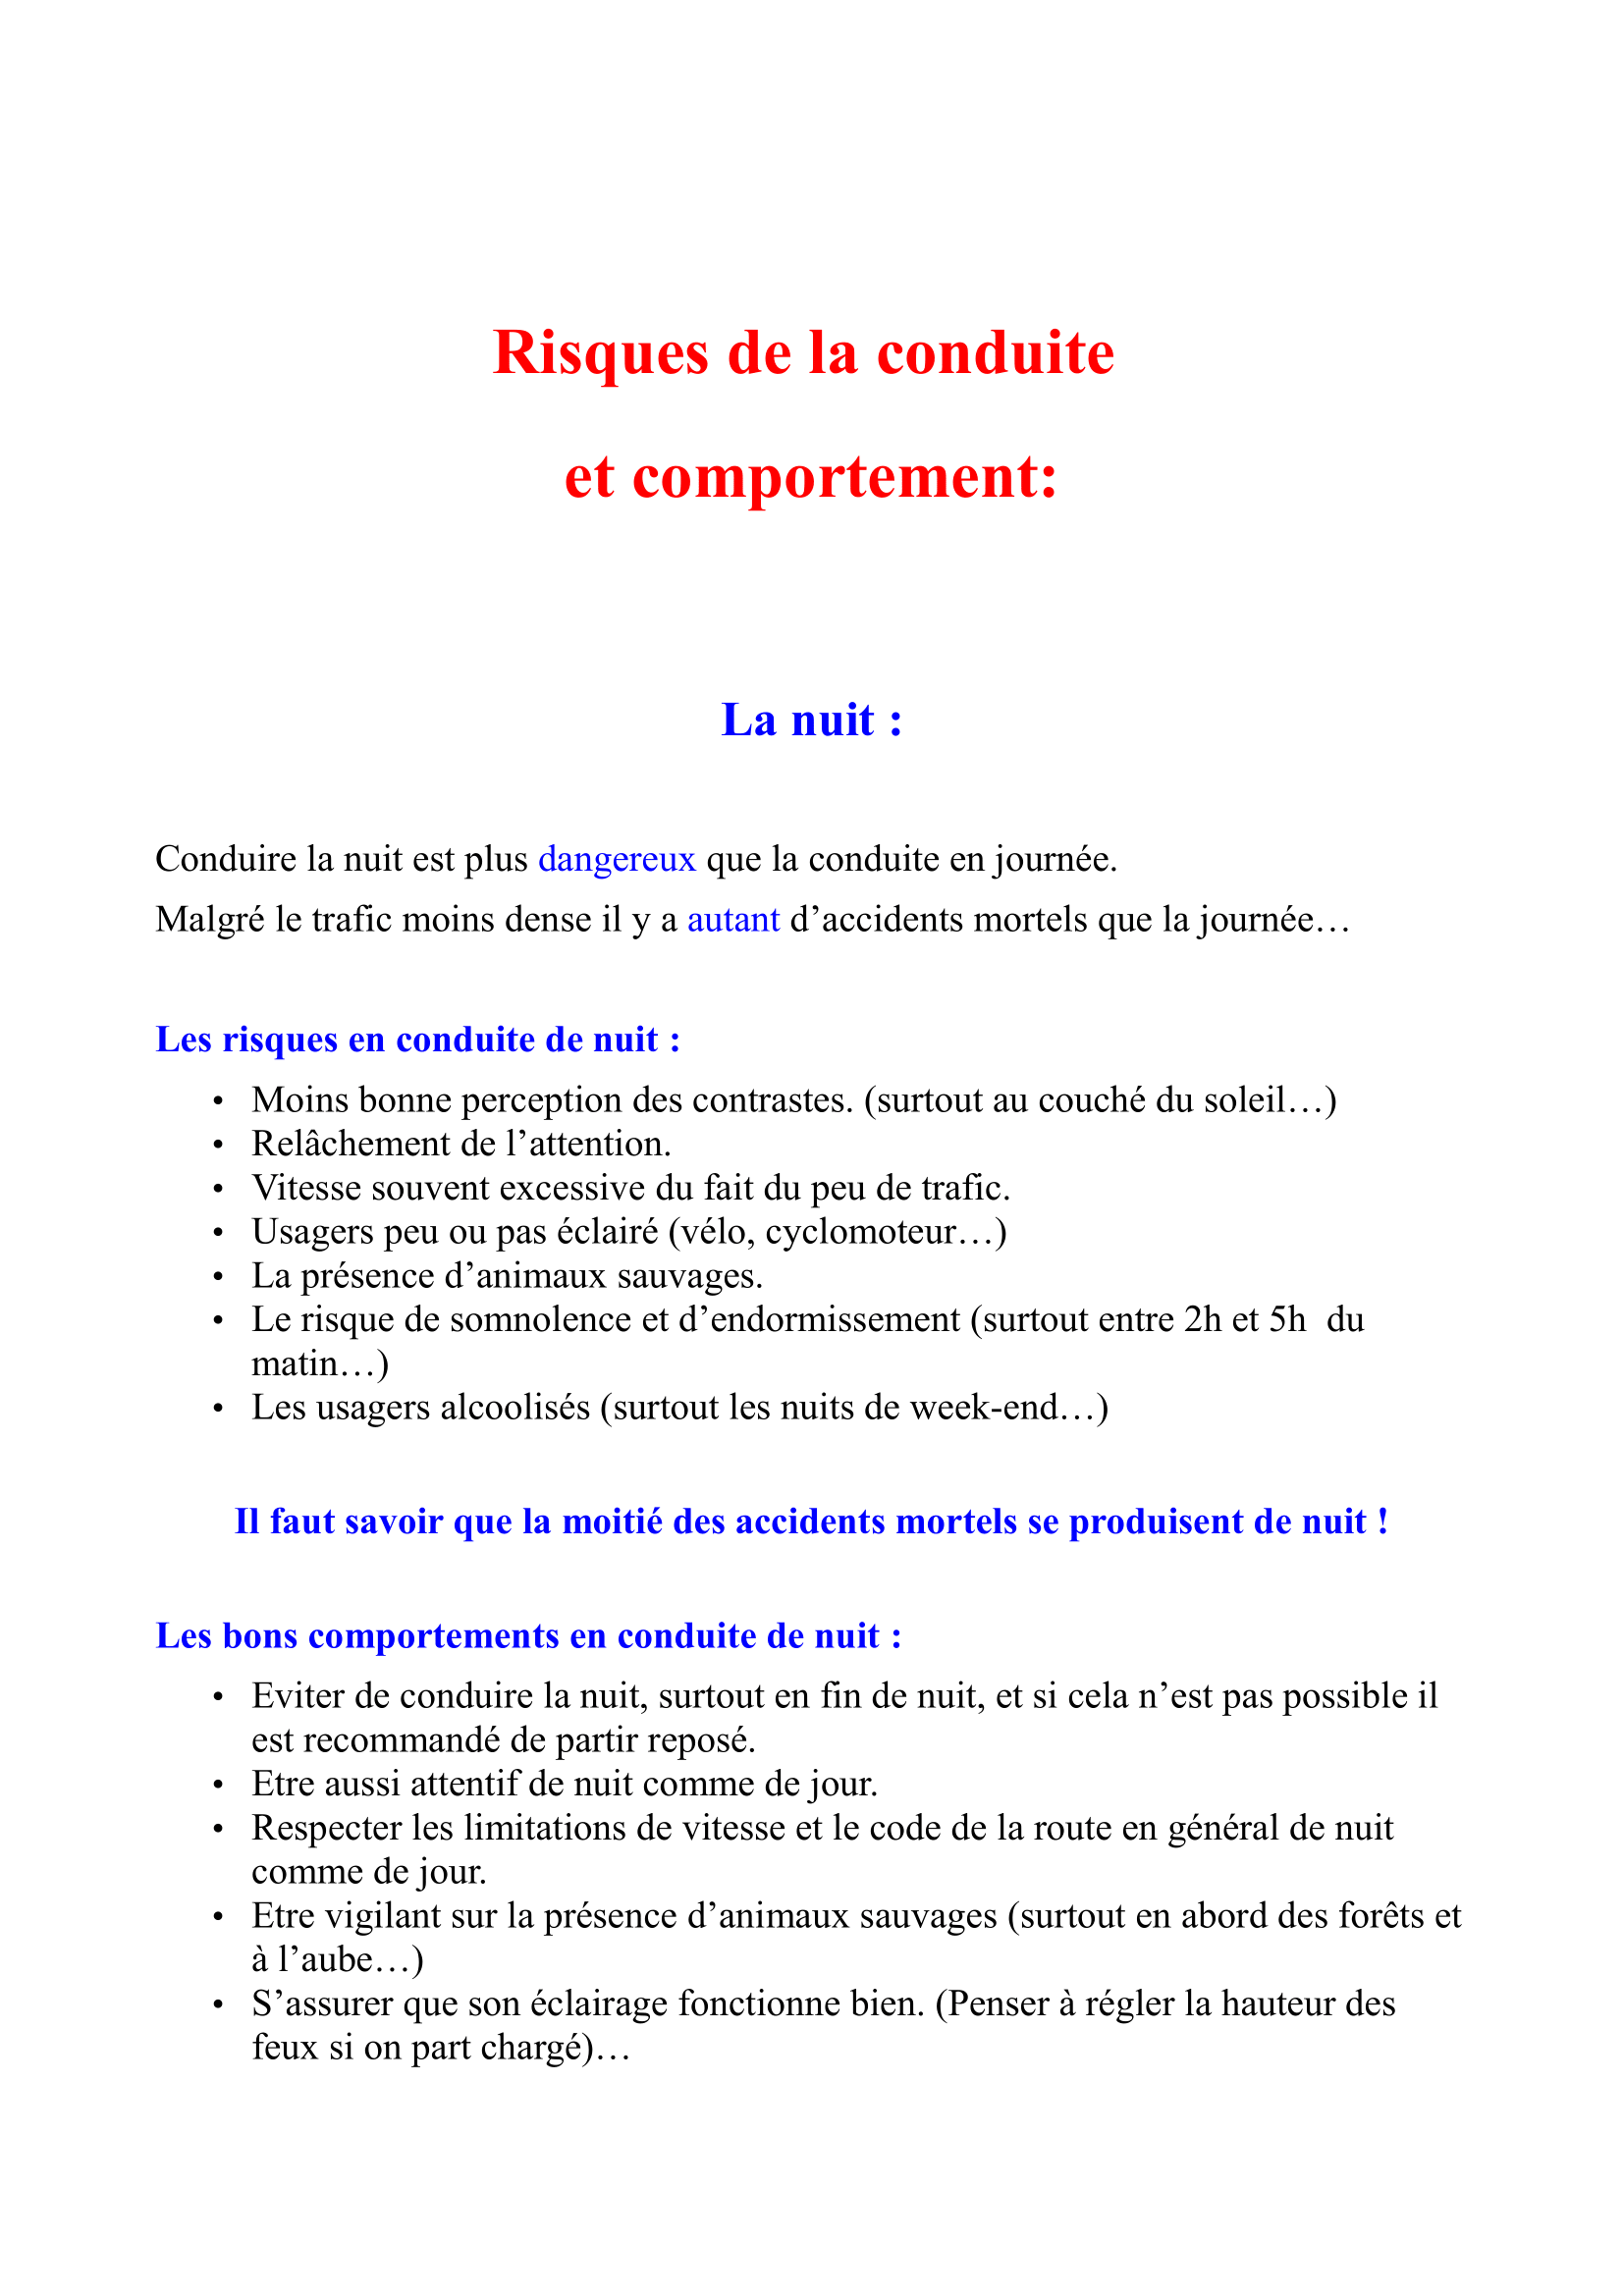 Risques de la conduite
et comportement:
La nuit :
Conduire la nuit est plus dangereux que la conduite en journée.
Malgré le trafic moins dense il y a autant d’accidents mortels que la journée…
Les risques en conduite de nuit :
• Moins bonne perception des contrastes. (surtout au couché du soleil…)
• Relâchement de l’attention.
• Vitesse souvent excessive du fait du peu de trafic.
• Usagers peu ou pas éclairé (vélo, cyclomoteur…)
• La présence d’animaux sauvages.
• Le risque de somnolence et d’endormissement (surtout entre 2h et 5h  du
matin…)
• Les usagers alcoolisés (surtout les nuits de week-end…)
Il faut savoir que la moitié des accidents mortels se produisent de nuit !
Les bons comportements en conduite de nuit :
• Eviter de conduire la nuit, surtout en fin de nuit, et si cela n’est pas possible il
est recommandé de partir reposé.
• Etre aussi attentif de nuit comme de jour.
• Respecter les limitations de vitesse et le code de la route en général de nuit
comme de jour.
• Etre vigilant sur la présence d’animaux sauvages (surtout en abord des forêts et
à l’aube…)
• S’assurer que son éclairage fonctionne bien. (Penser à régler la hauteur des
feux si on part chargé)…